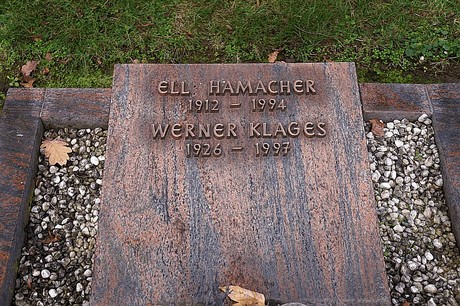 ELL: HAMACHER
1912 - 1994
WERNER KLAGES
1926 - 1997